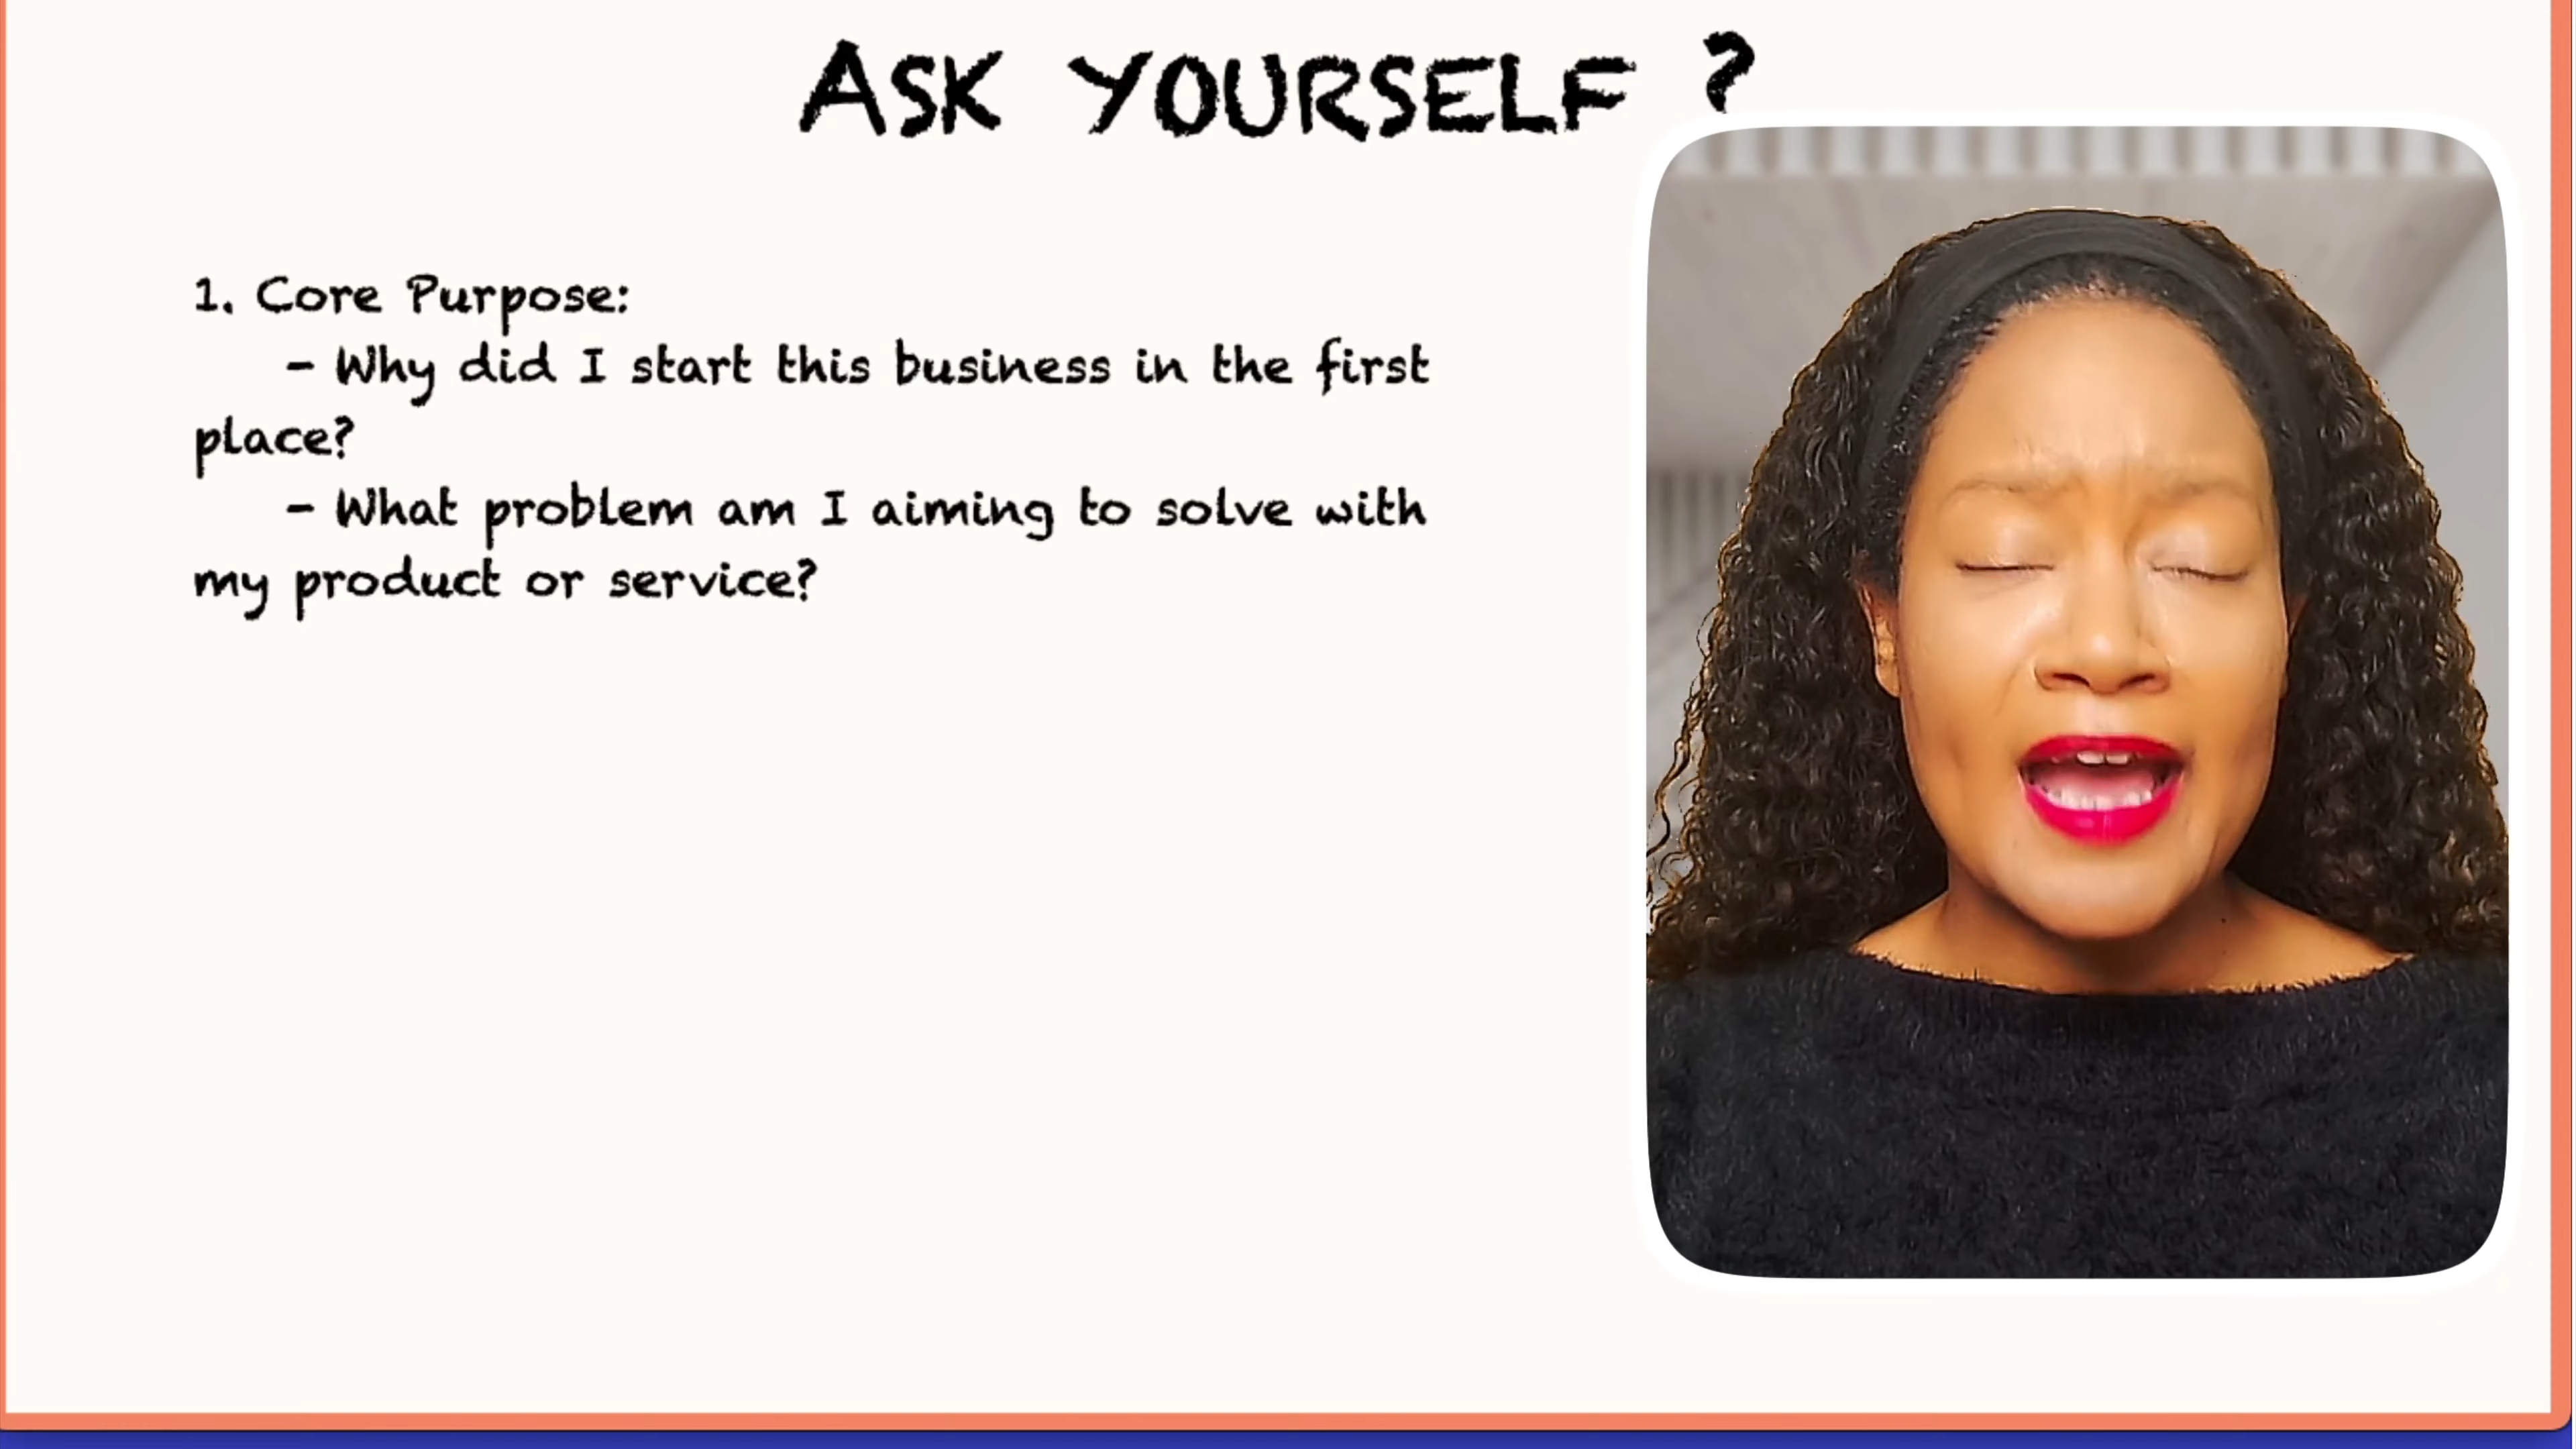 ASK YOURSELF ?
1. Core Purpose:
- Why did I start this business in the first
place?
- What problem am I aiming to solve with
my product or service?